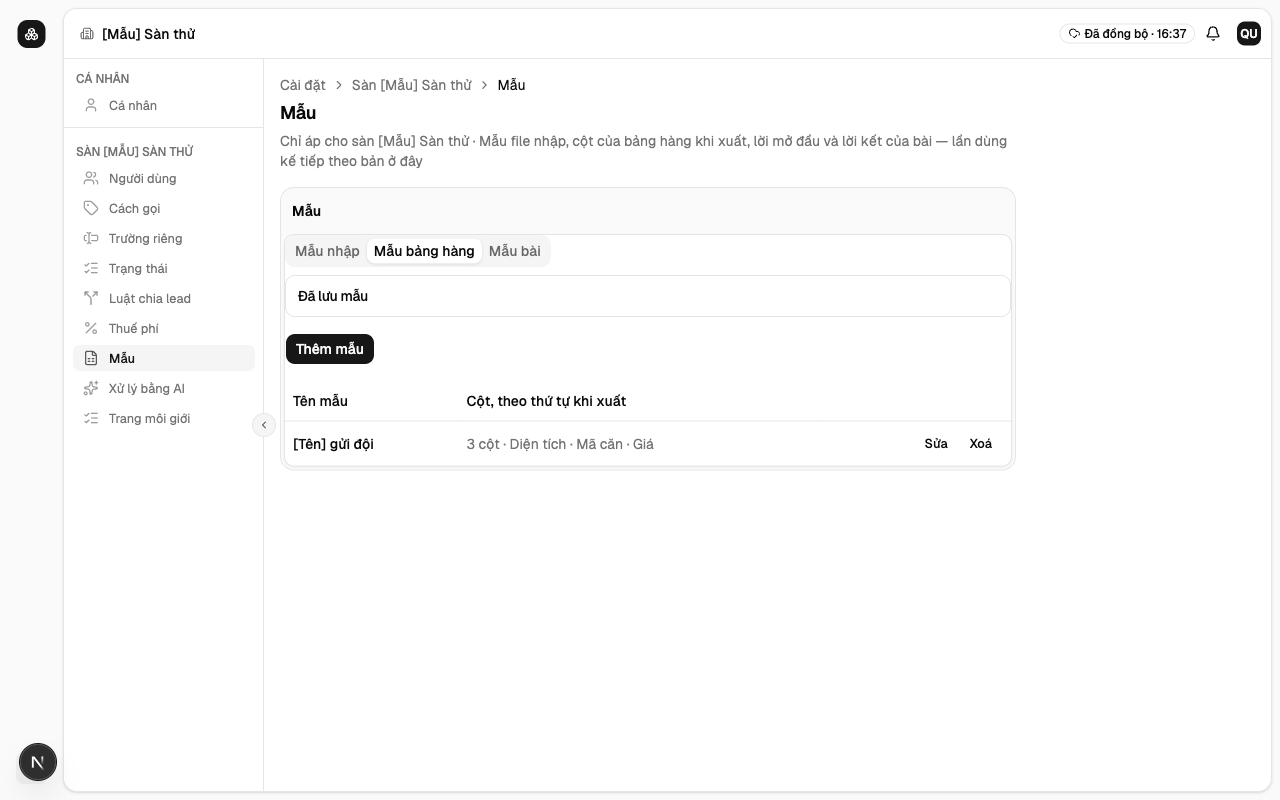 [Mẫu] Sàn thử
Đã đồng bộ · 16:37
QU
CÁ NHÂN
Cá nhân
SÀN [MẪU] SÀN THỬ
Người dùng
Cách gọi
Trường riêng
Trạng thái
Luật chia lead
Thuế phí
Mẫu
Xử lý bằng AI
Trang môi giới
Cài đặt > Sàn [Mẫu] Sàn thử > Mẫu
Mẫu
Chỉ áp cho sàn [Mẫu] Sàn thử · Mẫu file nhập, cột của bảng hàng khi xuất, lời mở đầu và lời kết của bài — lần dùng
kế tiếp theo bản ở đây
Mẫu
Mẫu nhập Mẫu bảng hàng Mẫu bài
Đã lưu mẫu
Thêm mẫu
Tên mẫu Cột, theo thứ tự khi xuất
[Tên] gửi đội 3 cột · Diện tích · Mã căn · Giá Sửa Xoá
N